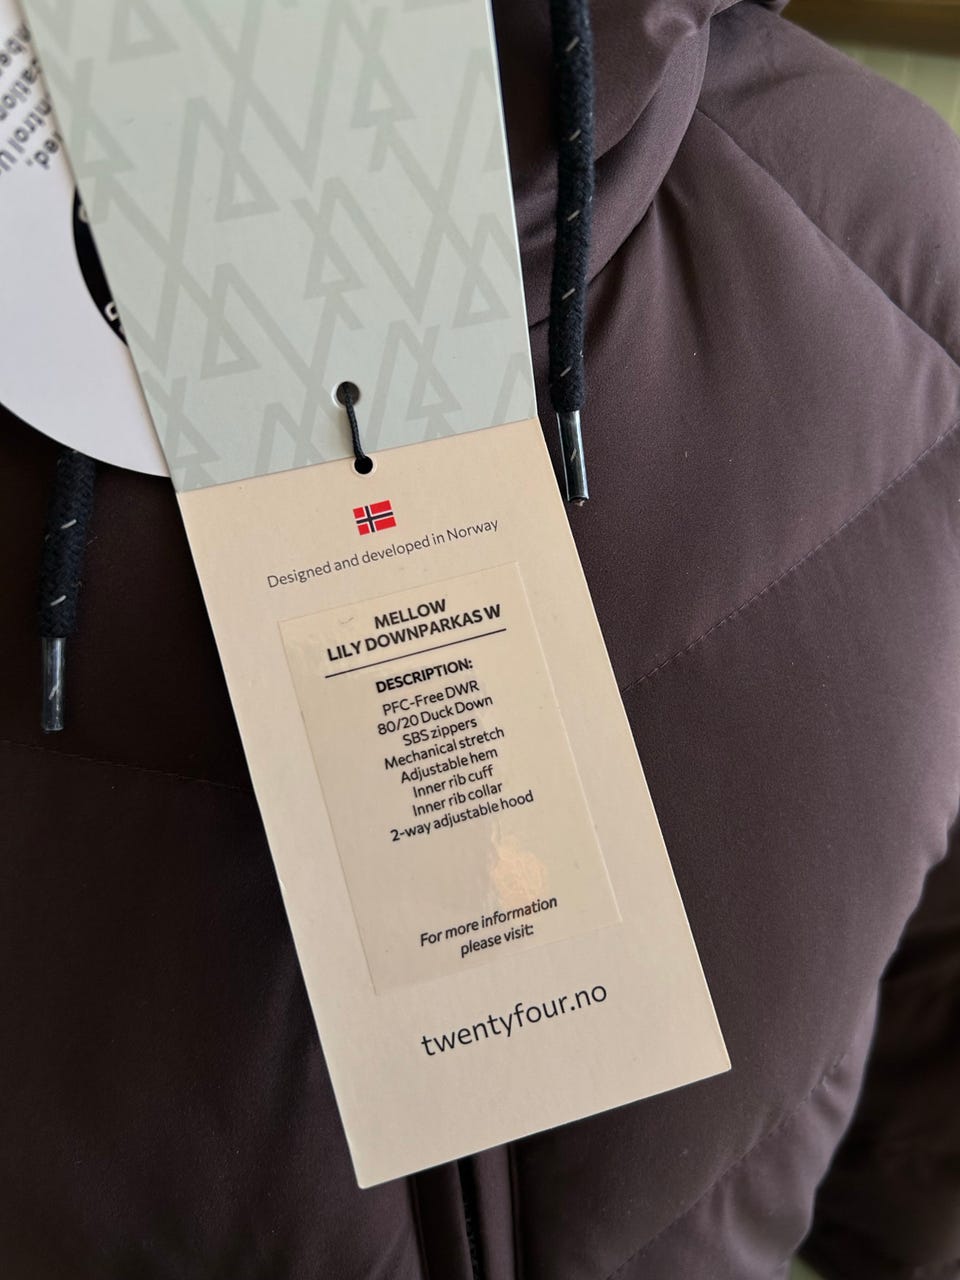 Designed and developed in Norway
MELLOW
LILY DOWNPARKAS W
DESCRIPTION:
PFC-Free DWR
80/20 Duck Down
SBS zippers
Mechanical stretch
Adjustable hem
Inner rib cuff
Inner rib collar
2-way adjustable hood
For more information
please visit:
twentyfour.no